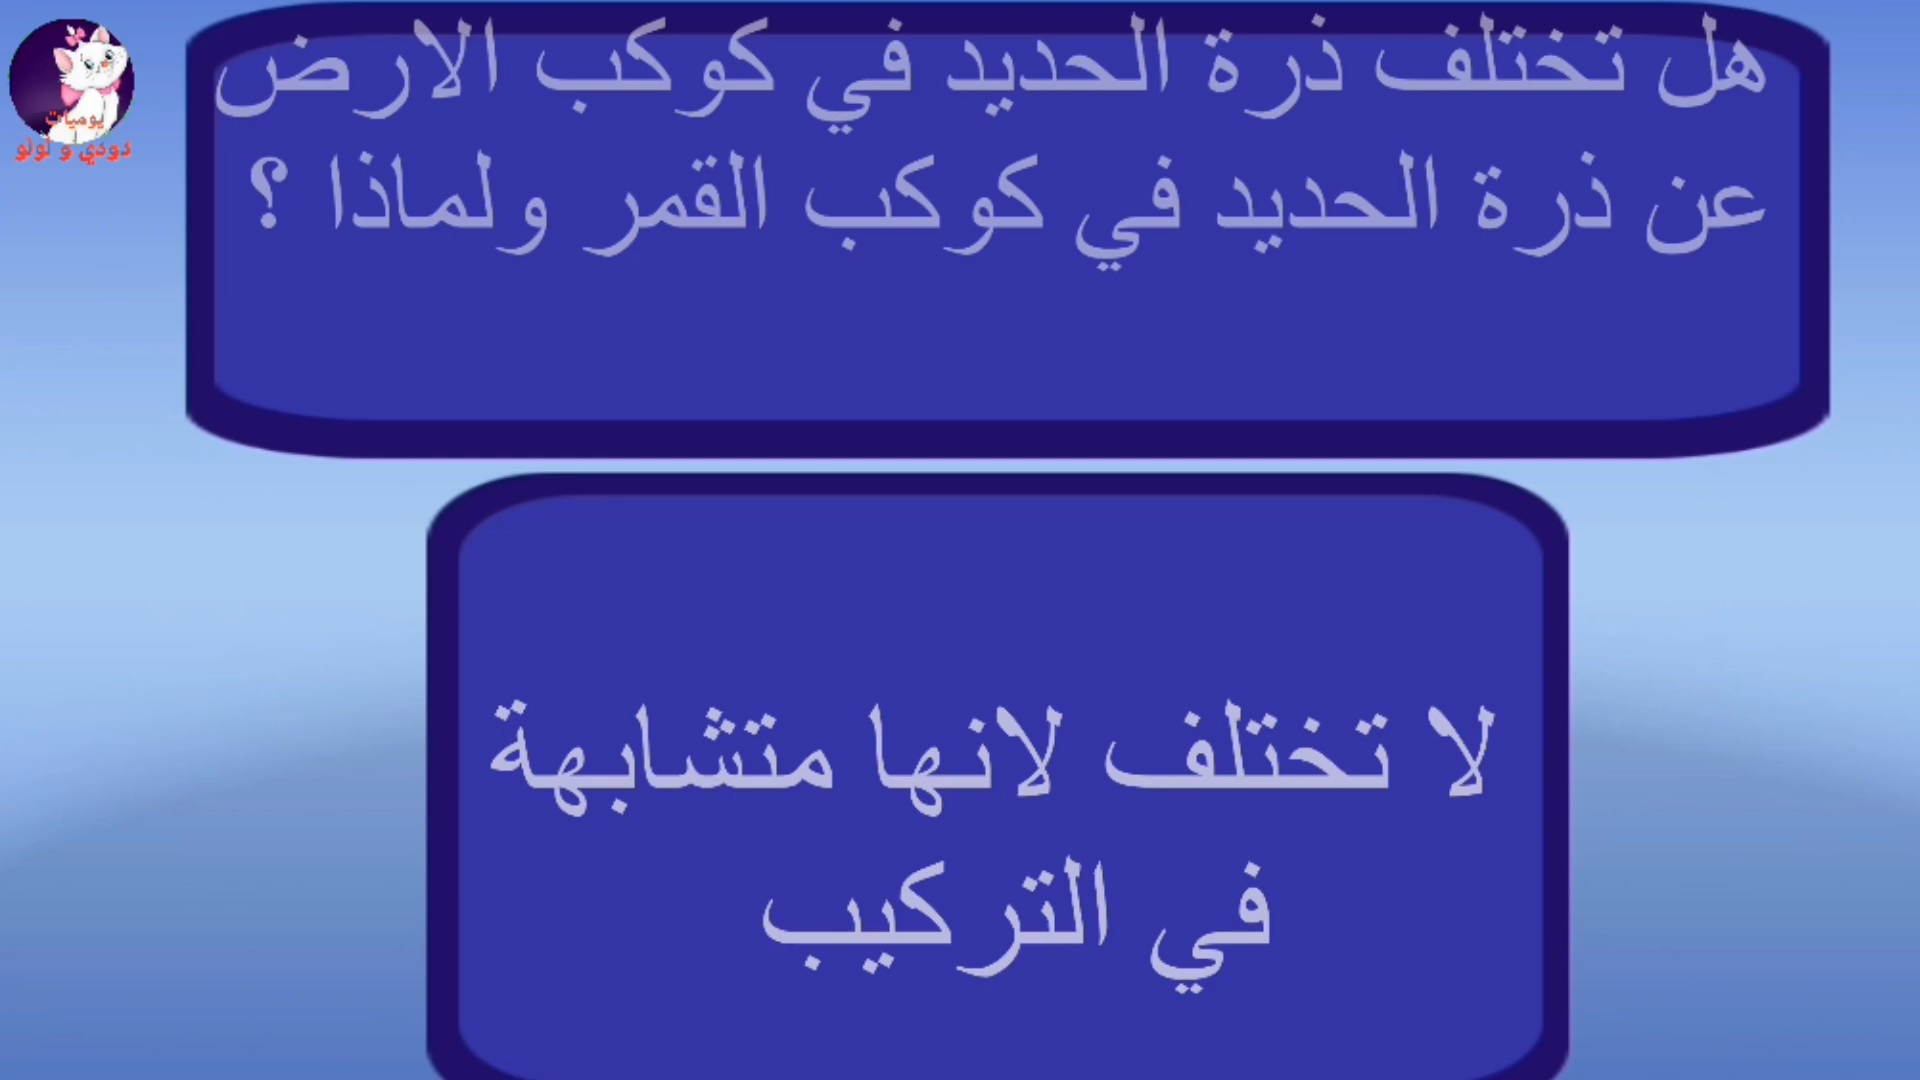 هل تختلف ذرة الحديد في كوكب الارض
عن ذرة الحديد في كوكب القمر ولماذا ؟
لا تختلف لانها متشابهة
في التركيب
يوميات
دودي و لولو